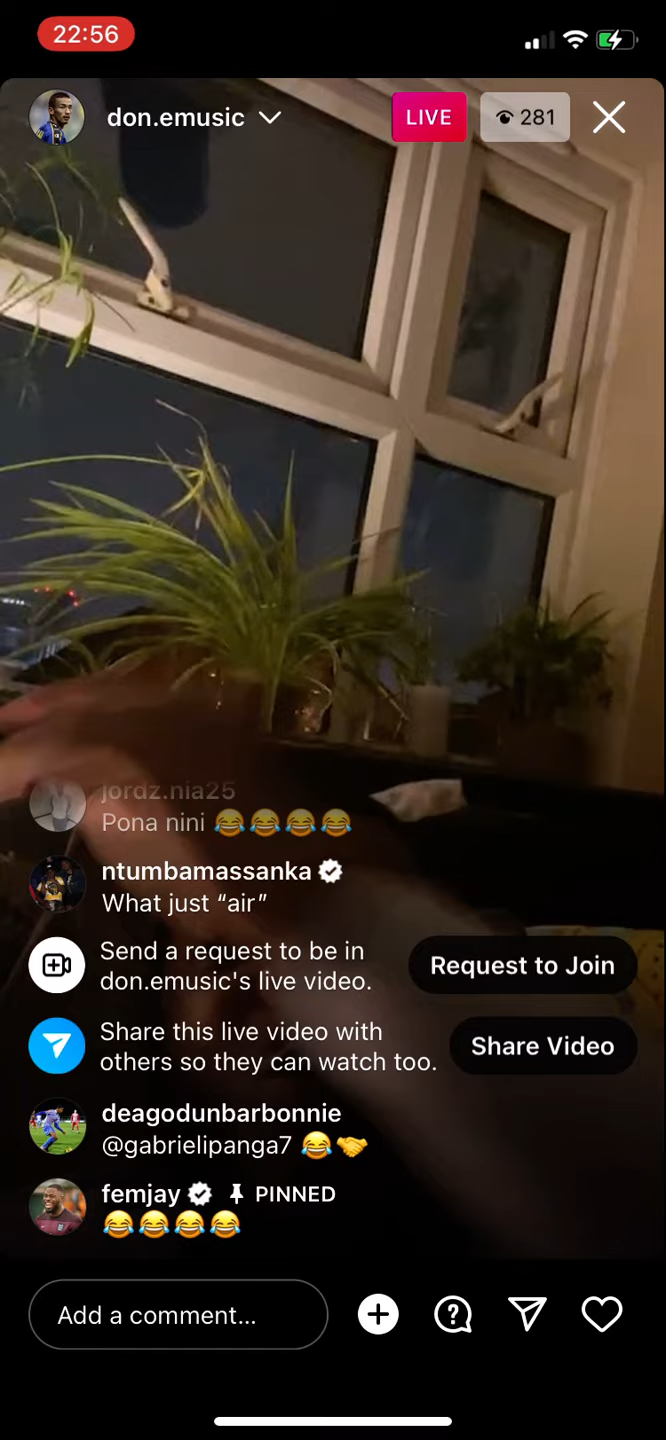 22:56
don.emusic
LIVE
281
jordz.nia25
Pona nini 😂😂😂😂
ntumbamassanka
What just “air”
Send a request to be in
don.emusic's live video.
Request to Join
Share this live video with
others so they can watch too.
Share Video
deagodunbarbonnie
@gabrielipanga7 😂🤝
femjay PINNED
😂😂😂😂
Add a comment...